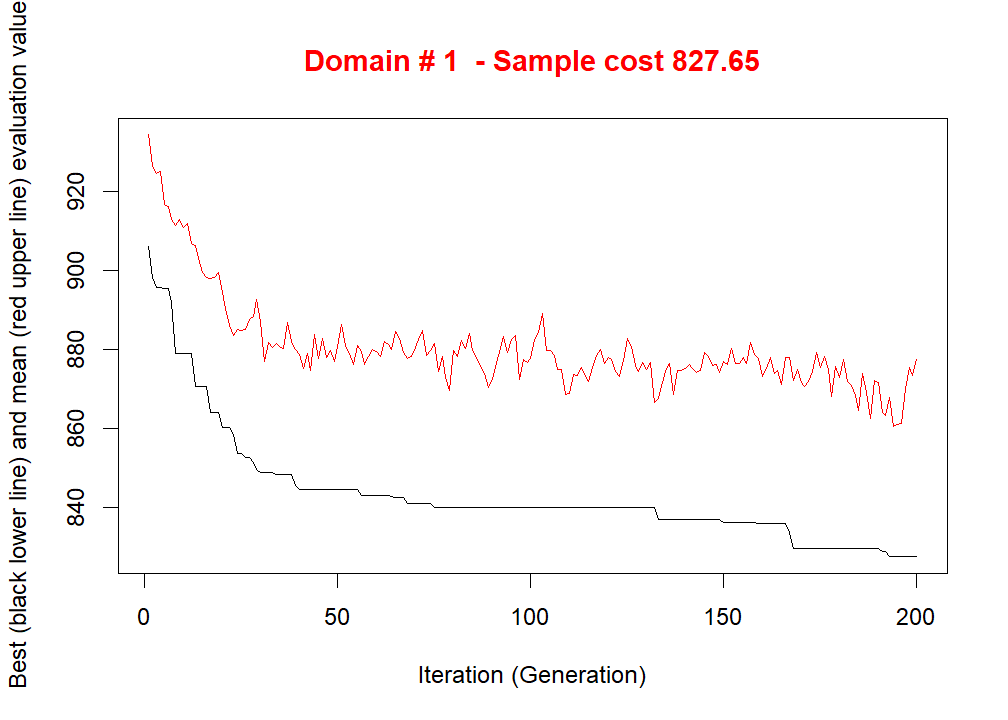 Domain # 1  - Sample cost 827.65
Best (black lower line) and mean (red upper line) evaluation value
920
900
880
860
840
0 50 100 150 200
Iteration (Generation)